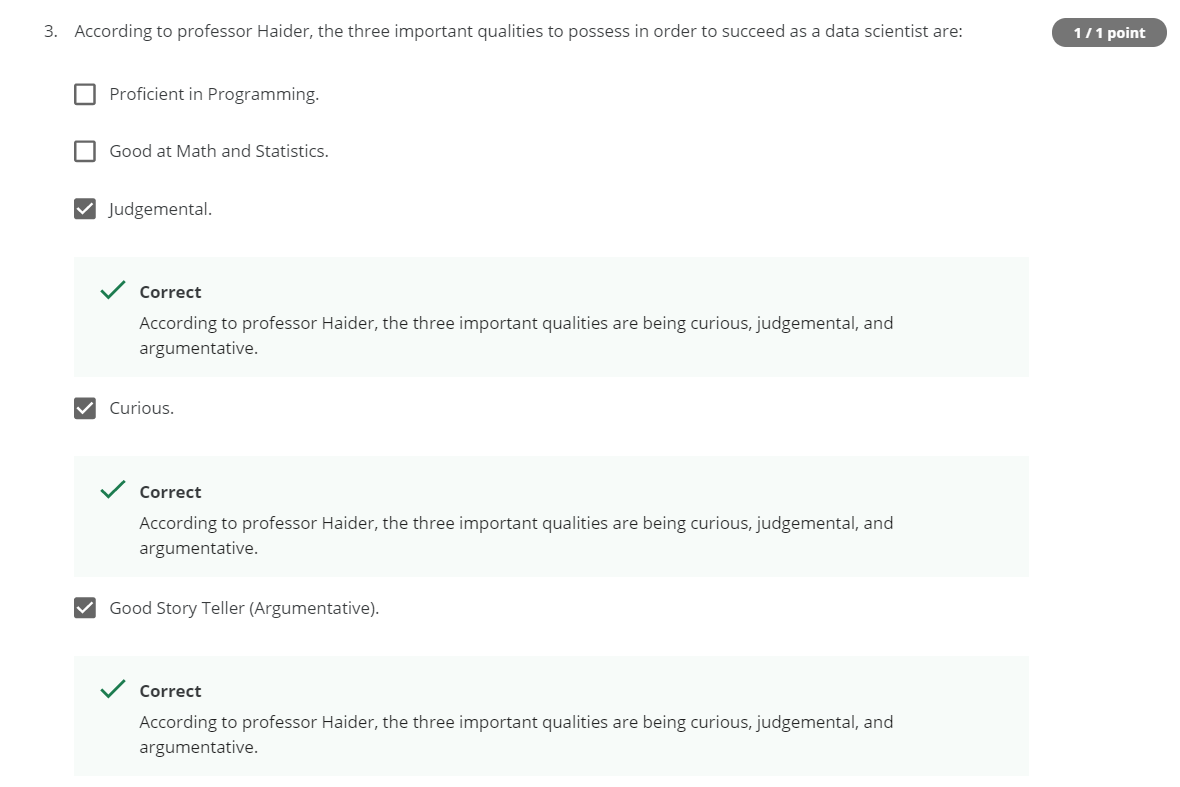 3. According to professor Haider, the three important qualities to possess in order to succeed as a data scientist are:
1 / 1 point
Proficient in Programming.
Good at Math and Statistics.
Judgemental.
Correct
According to professor Haider, the three important qualities are being curious, judgemental, and
argumentative.
Curious.
Correct
According to professor Haider, the three important qualities are being curious, judgemental, and
argumentative.
Good Story Teller (Argumentative).
Correct
According to professor Haider, the three important qualities are being curious, judgemental, and
argumentative.